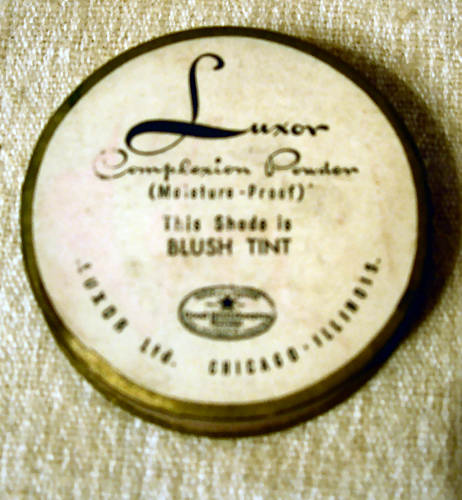 Luxor
Complexion Powder
(Moisture-Proof)
This Shade is
BLUSH TINT
LUXOR Ltd. CHICAGO-ILLINOIS.